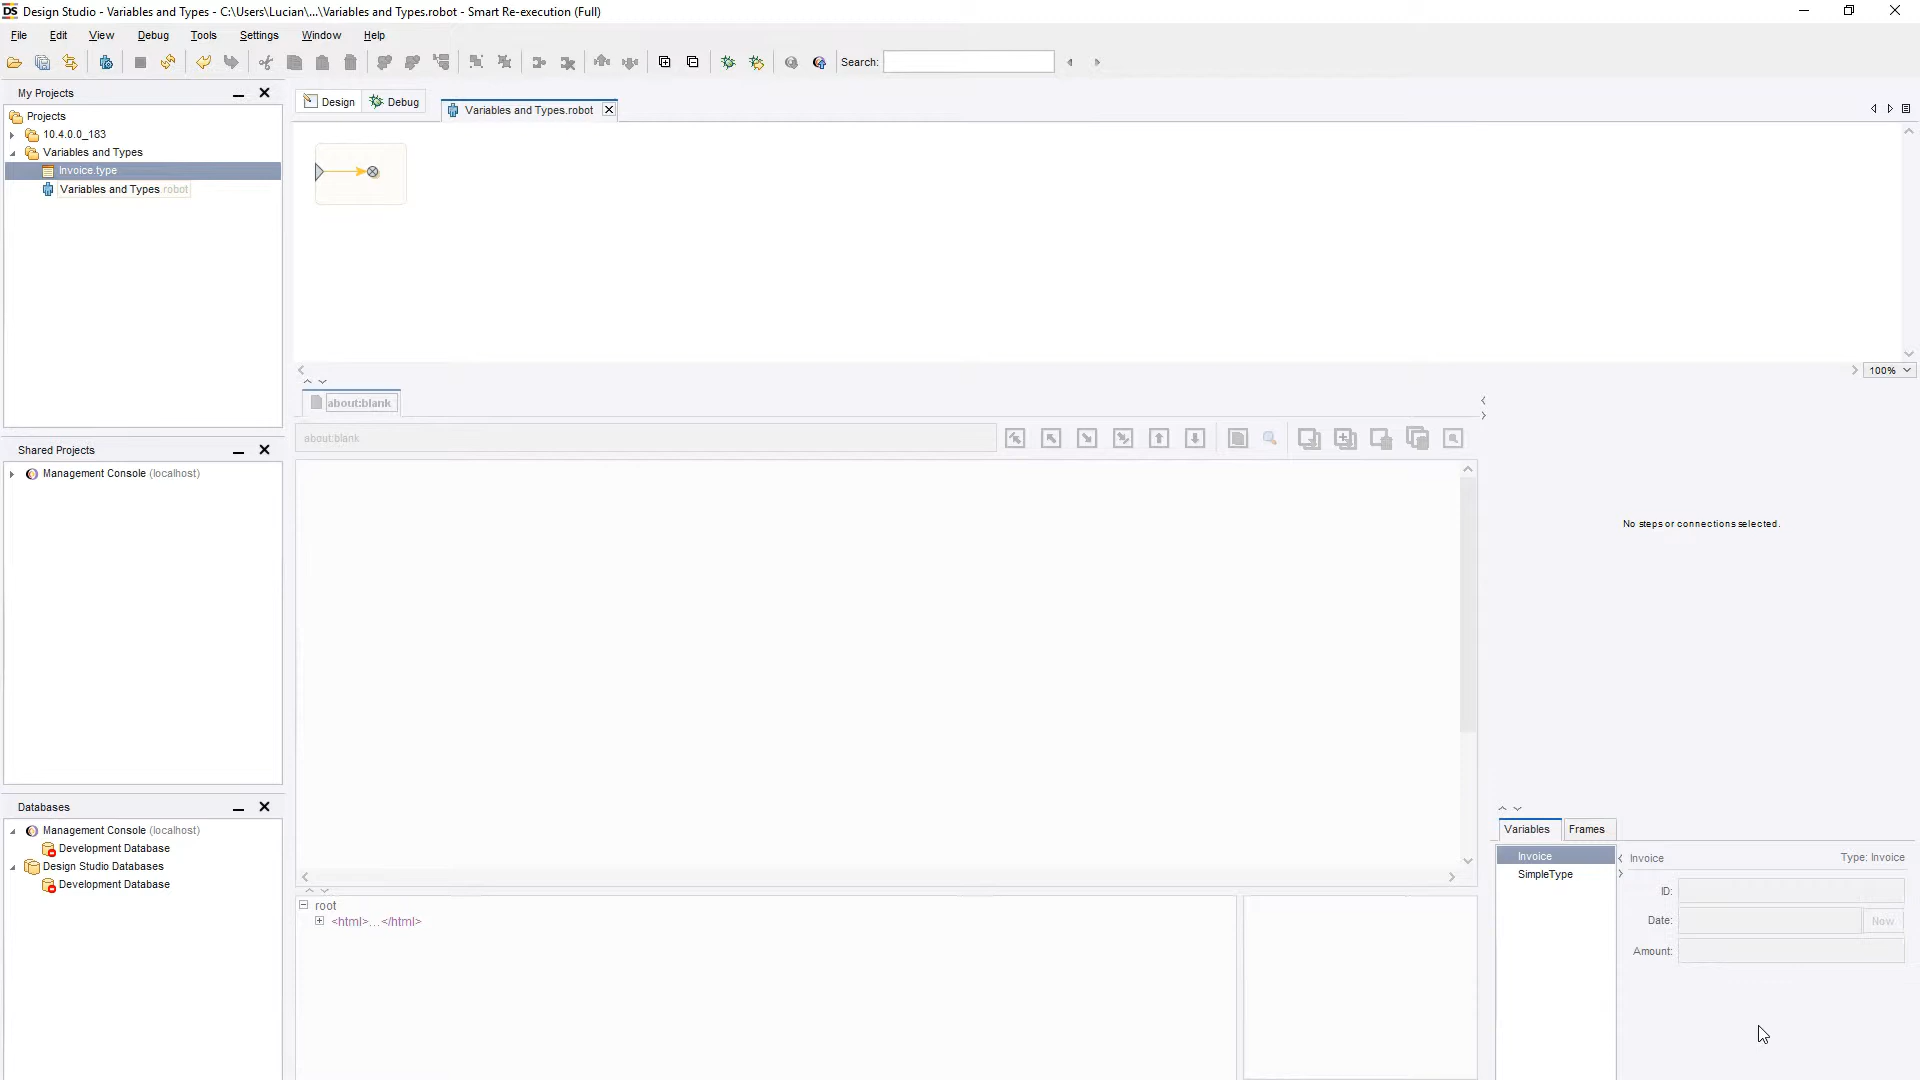 DS Design Studio - Variables and Types - C:\Users\Lucian\...\Variables and Types.robot - Smart Re-execution (Full)
File Edit View Debug Tools Settings Window Help
Search:
My Projects
Projects
10.4.0.0_183
Variables and Types
Invoice.type
Variables and Types.robot
Design Debug Variables and Types.robot
100%
about:blank
about:blank
No steps or connections selected.
Shared Projects
Management Console (localhost)
Databases
Management Console (localhost)
Development Database
Design Studio Databases
Development Database
root
<html>...</html>
Variables Frames
Invoice
SimpleType
Invoice Type: Invoice
ID:
Date: Now
Amount: